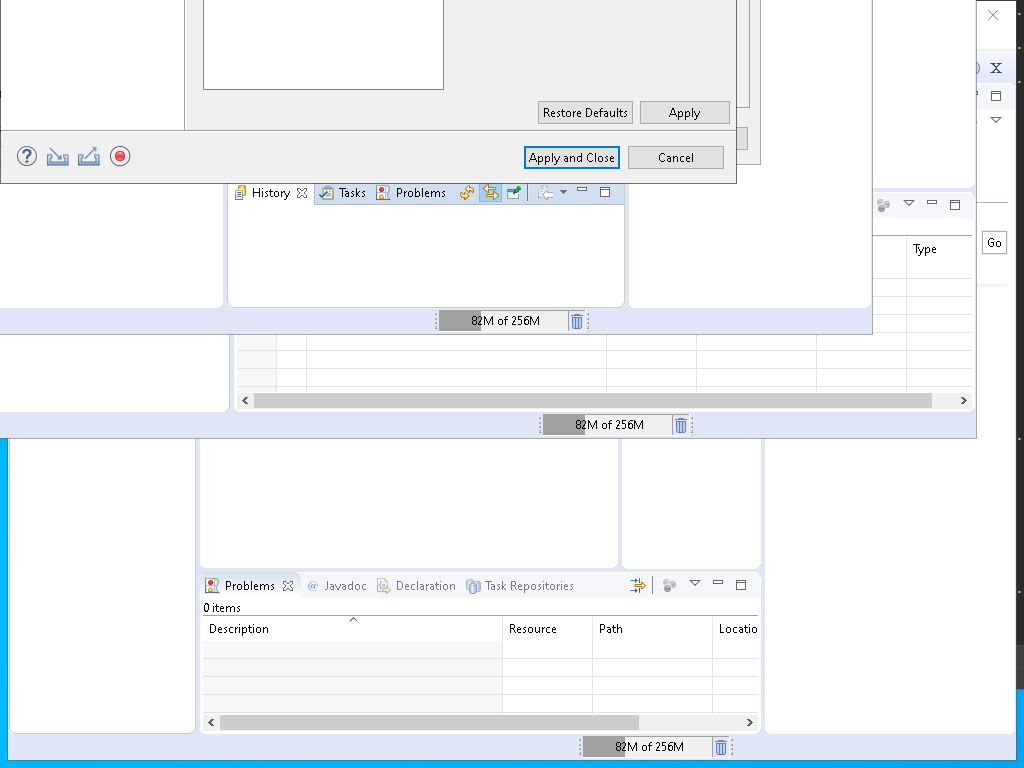 X
Restore Defaults
Apply
Apply and Close
Cancel
History
Tasks
Problems
Go
Type
82M of 256M
82M of 256M
Problems
@ Javadoc
Declaration
Task Repositories
0 items
Description
Resource
Path
Locatio
82M of 256M